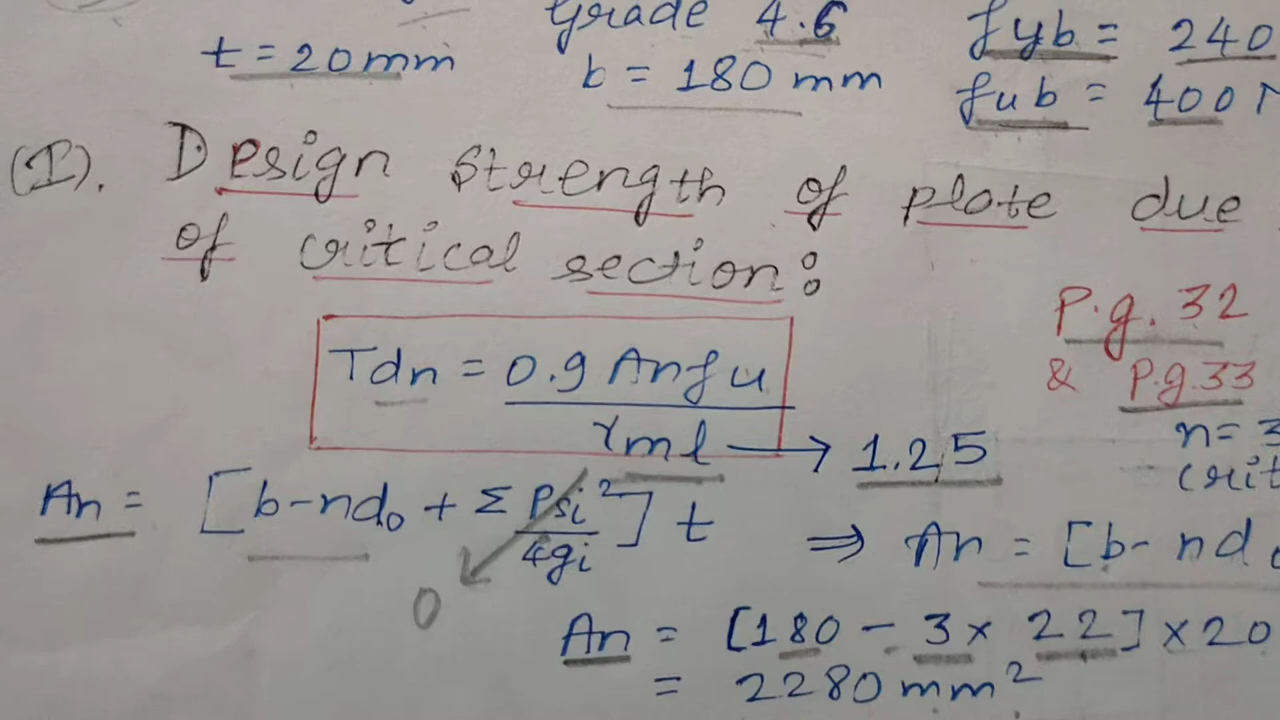 Grade 4.6 fyb = 240
t = 20mm b = 180 mm fub = 400
(I). Design Strength of plate due
of critical section:
P.g. 32
& P.g. 33
Tdn = 0.9 Anfu / γml → 1.25
n = 3
An = [b-nd₀ + Σ Psi² / 4gi] t ⇒ An = [b- nd
0
An = [180 - 3 × 22] × 20
= 2280 mm²